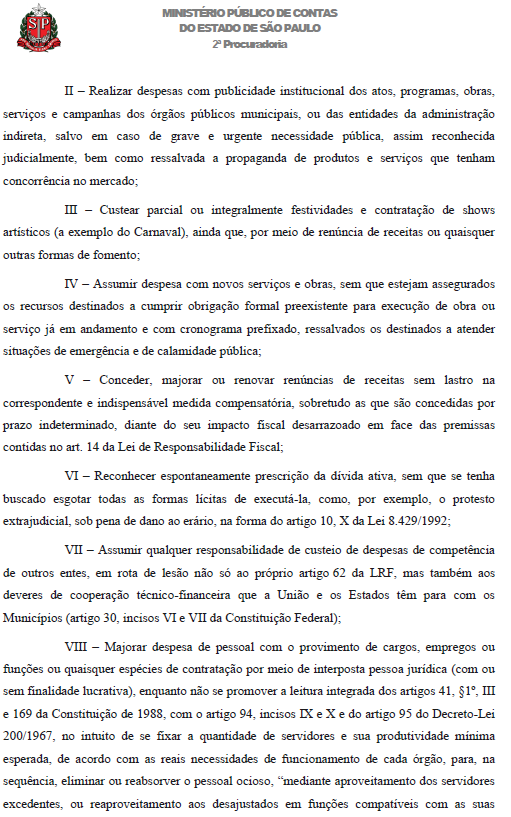 MINISTÉRIO PÚBLICO DE CONTAS
DO ESTADO DE SÃO PAULO
2ª Procuradoria
II – Realizar despesas com publicidade institucional dos atos, programas, obras,
serviços e campanhas dos órgãos públicos municipais, ou das entidades da administração
indireta, salvo em caso de grave e urgente necessidade pública, assim reconhecida
judicialmente, bem como ressalvada a propaganda de produtos e serviços que tenham
concorrência no mercado;
III – Custear parcial ou integralmente festividades e contratação de shows
artísticos (a exemplo do Carnaval), ainda que, por meio de renúncia de receitas ou quaisquer
outras formas de fomento;
IV – Assumir despesa com novos serviços e obras, sem que estejam assegurados
os recursos destinados a cumprir obrigação formal preexistente para execução de obra ou
serviço já em andamento e com cronograma prefixado, ressalvados os destinados a atender
situações de emergência e de calamidade pública;
V – Conceder, majorar ou renovar renúncias de receitas sem lastro na
correspondente e indispensável medida compensatória, sobretudo as que são concedidas por
prazo indeterminado, diante do seu impacto fiscal desarrazoado em face das premissas
contidas no art. 14 da Lei de Responsabilidade Fiscal;
VI – Reconhecer espontaneamente prescrição da dívida ativa, sem que se tenha
buscado esgotar todas as formas lícitas de executá-la, como, por exemplo, o protesto
extrajudicial, sob pena de dano ao erário, na forma do artigo 10, X da Lei 8.429/1992;
VII – Assumir qualquer responsabilidade de custeio de despesas de competência
de outros entes, em rota de lesão não só ao próprio artigo 62 da LRF, mas também aos
deveres de cooperação técnico-financeira que a União e os Estados têm para com os
Municípios (artigo 30, incisos VI e VII da Constituição Federal);
VIII – Majorar despesa de pessoal com o provimento de cargos, empregos ou
funções ou quaisquer espécies de contratação por meio de interposta pessoa jurídica (com ou
sem finalidade lucrativa), enquanto não se promover a leitura integrada dos artigos 41, §1º, III
e 169 da Constituição de 1988, com o artigo 94, incisos IX e X e do artigo 95 do Decreto-Lei
200/1967, no intuito de se fixar a quantidade de servidores e sua produtividade mínima
esperada, de acordo com as reais necessidades de funcionamento de cada órgão, para, na
sequência, eliminar ou reabsorver o pessoal ocioso, “mediante aproveitamento dos servidores
excedentes, ou reaproveitamento aos desajustados em funções compatíveis com as suas